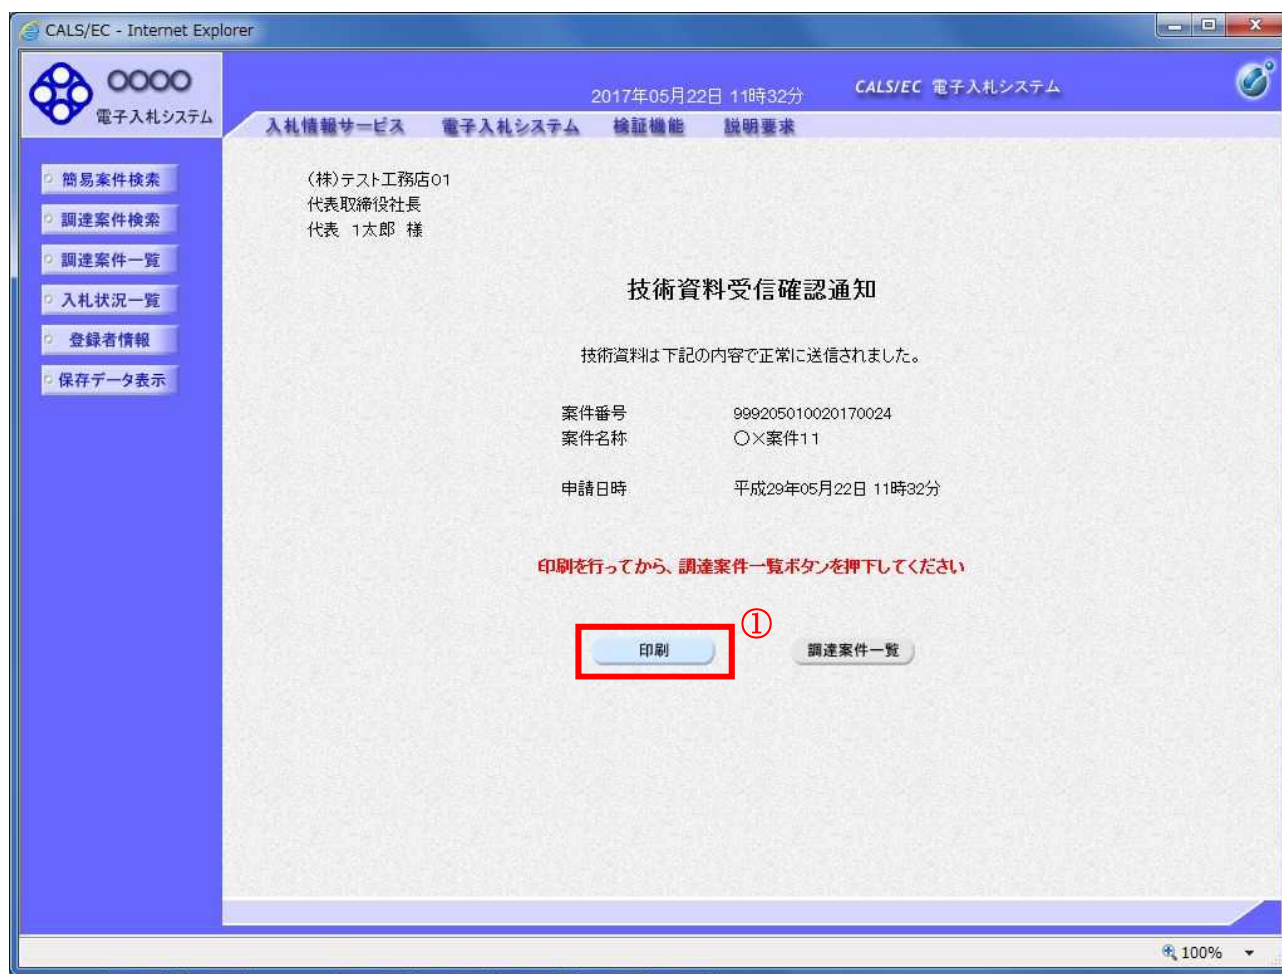 CALS/EC - Internet Explorer
〇〇〇〇
電子入札システム
2017年05月22日 11時32分
CALS/EC 電子入札システム
入札情報サービス 電子入札システム 検証機能 説明要求
簡易案件検索
調達案件検索
調達案件一覧
入札状況一覧
登録者情報
保存データ表示
(株)テスト工務店01
代表取締役社長
代表 1太郎 様
技術資料受信確認通知
技術資料は下記の内容で正常に送信されました。
案件番号 999205010020170024
案件名称 〇×案件11
申請日時 平成29年05月22日 11時32分
印刷を行ってから、調達案件一覧ボタンを押下してください
①
印刷 調達案件一覧
100%